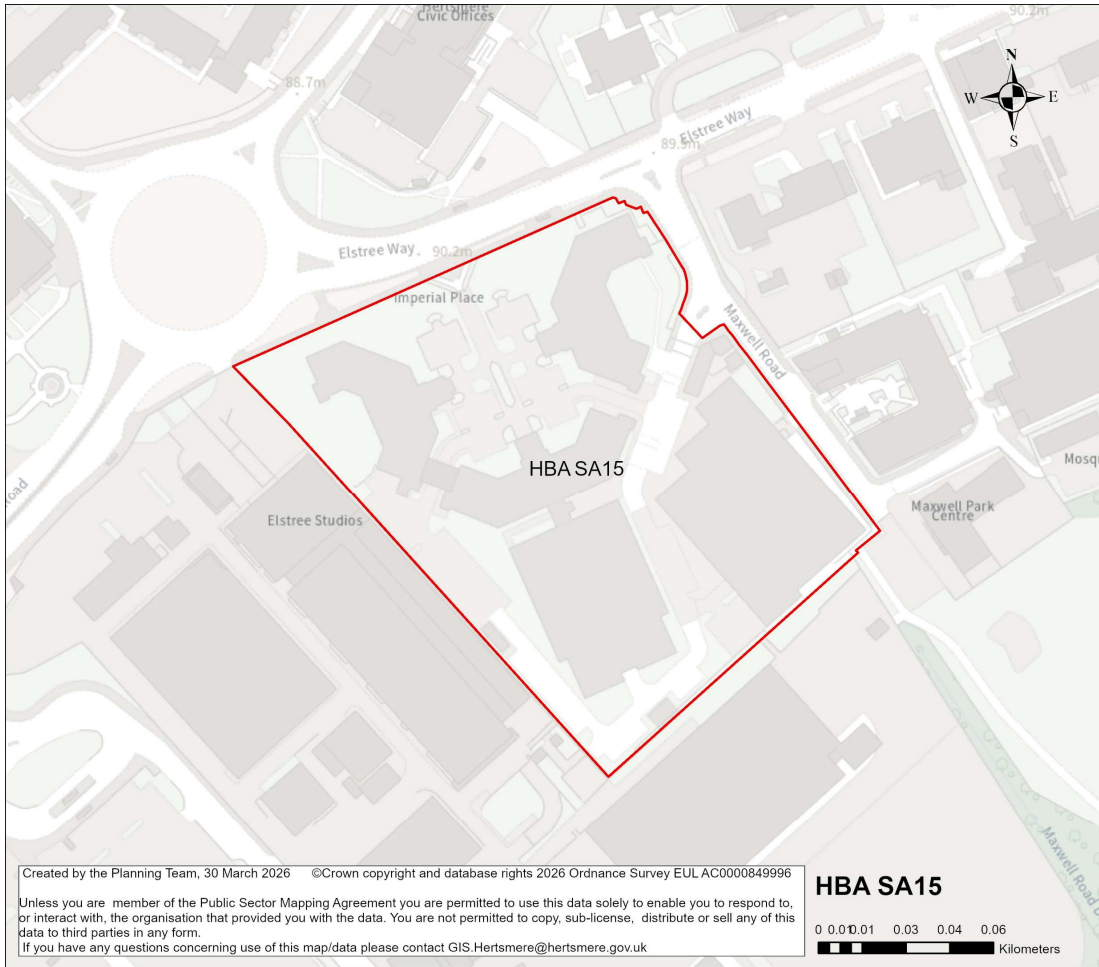 Hertsmere
Civic Offices
90.2m
88.7m
N
W
E
S
Elstree Way
89.9m
Elstree Way
90.2m
Imperial Place
Maxwell Road
HBA SA15
Mosqu
oad
Elstree Studios
Maxwell Park
Centre
Maxwell Road
Created by the Planning Team, 30 March 2026 ©Crown copyright and database rights 2026 Ordnance Survey EUL AC0000849996
Unless you are member of the Public Sector Mapping Agreement you are permitted to use this data solely to enable you to respond to,
or interact with, the organisation that provided you with the data. You are not permitted to copy, sub-license, distribute or sell any of this
data to third parties in any form.
If you have any questions concerning use of this map/data please contact GIS.Hertsmere@hertsmere.gov.uk
HBA SA15
0 0.01 0.01 0.03 0.04 0.06
Kilometers